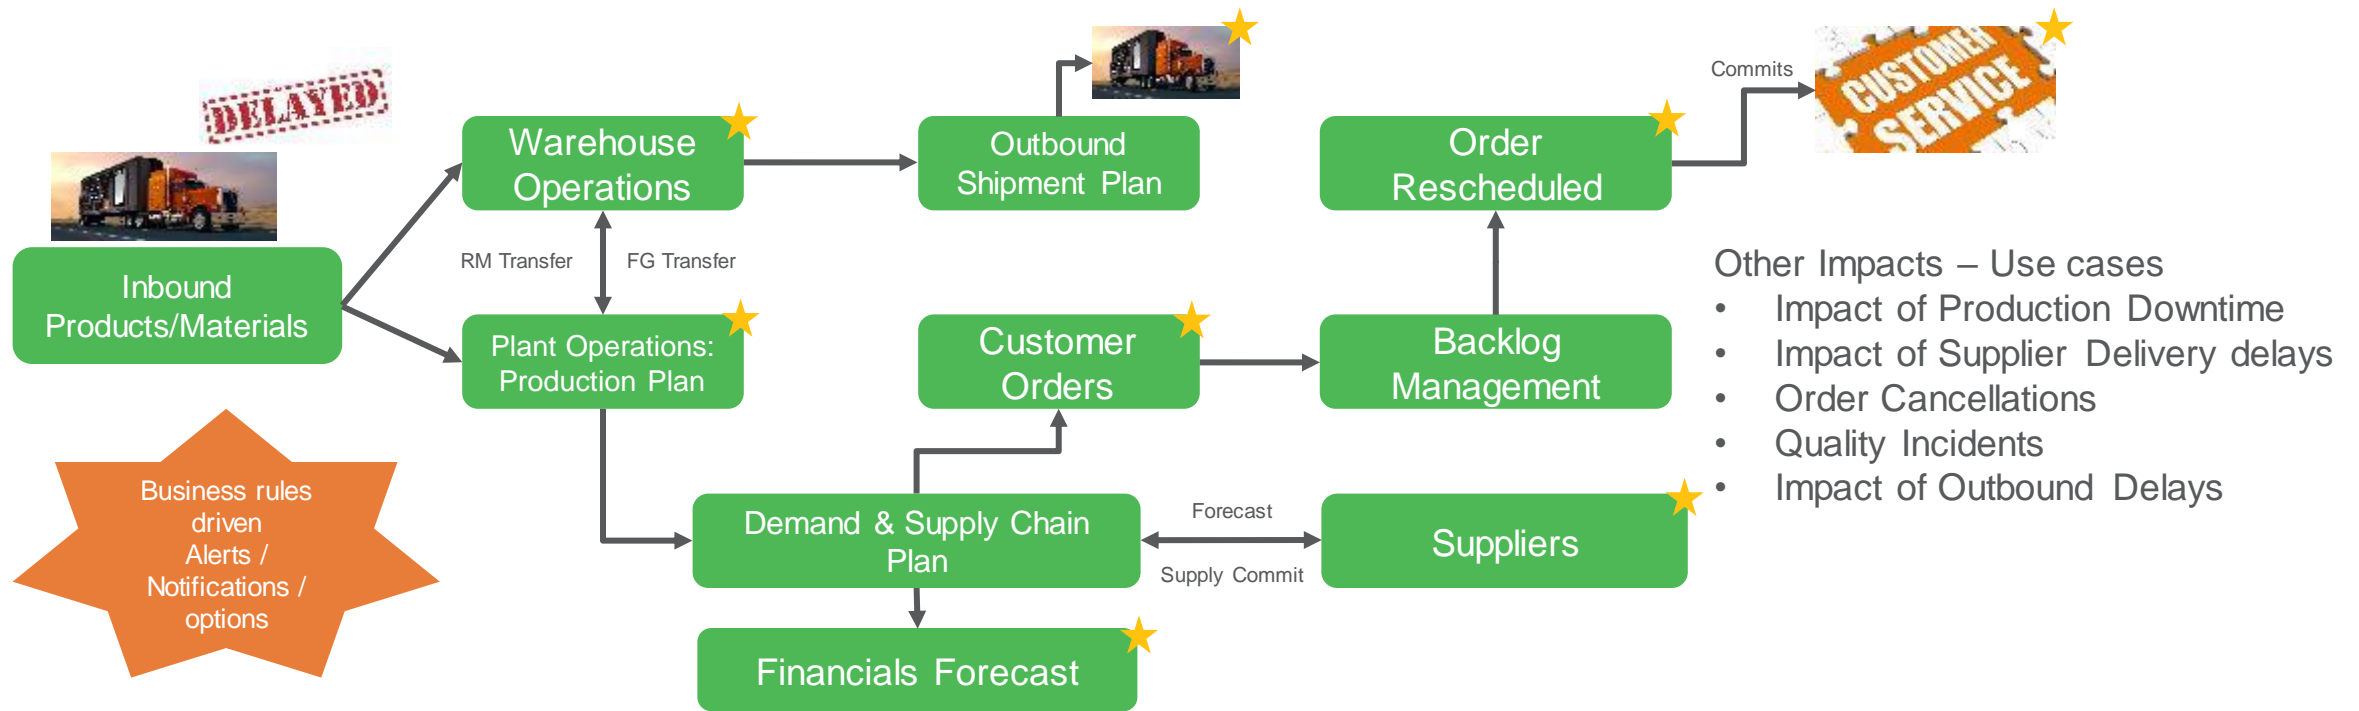 DELAYED
Warehouse
Operations
Outbound
Shipment Plan
Order
Rescheduled
Commits
CUSTOMER
SERVICE
Inbound
Products/Materials
RM Transfer
FG Transfer
Plant Operations:
Production Plan
Customer
Orders
Backlog
Management
Other Impacts – Use cases
• Impact of Production Downtime
• Impact of Supplier Delivery delays
• Order Cancellations
• Quality Incidents
• Impact of Outbound Delays
Business rules
driven
Alerts /
Notifications /
options
Demand & Supply Chain
Plan
Forecast
Supply Commit
Suppliers
Financials Forecast